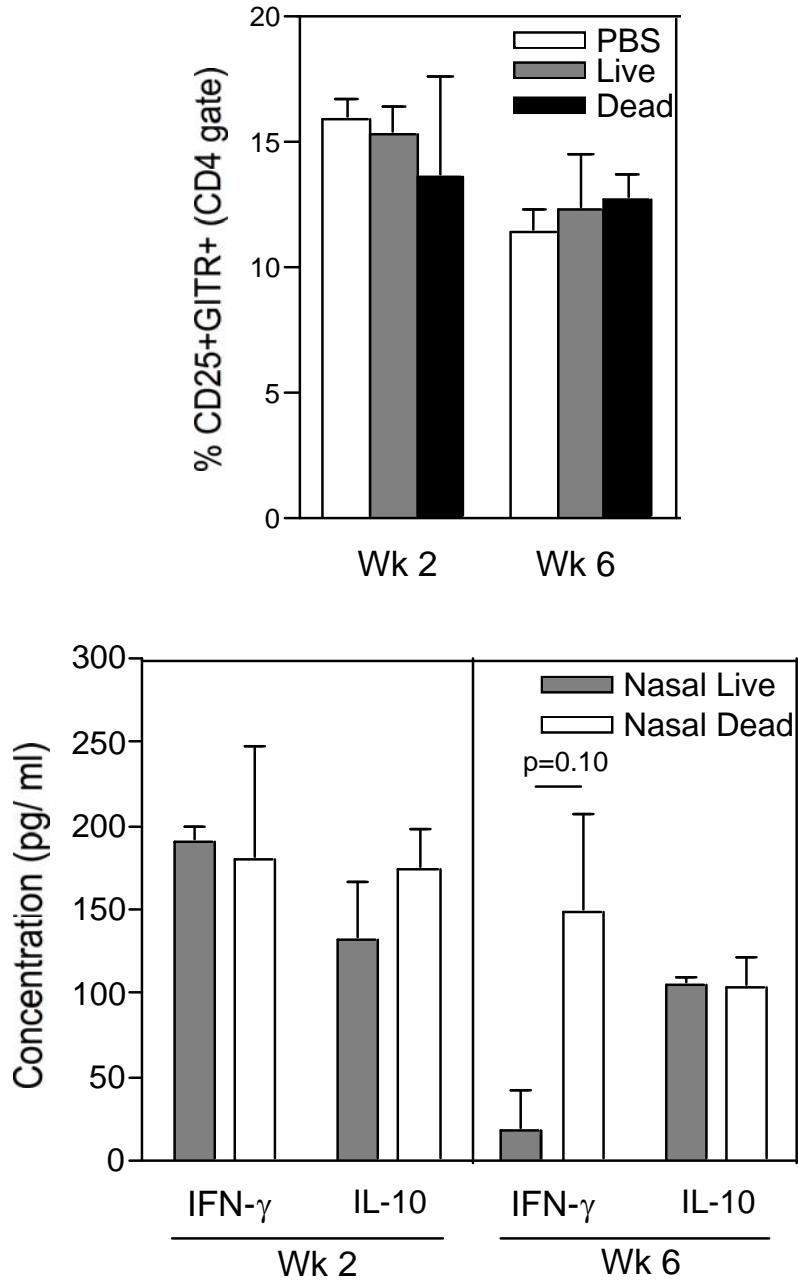 20
15
10
5
0
% CD25+GITR+ (CD4 gate)
PBS
Live
Dead
Wk 2
Wk 6
300
250
200
150
100
50
0
Concentration (pg/ ml)
Nasal Live
Nasal Dead
p=0.10
IFN-γ
IL-10
IFN-γ
IL-10
Wk 2
Wk 6